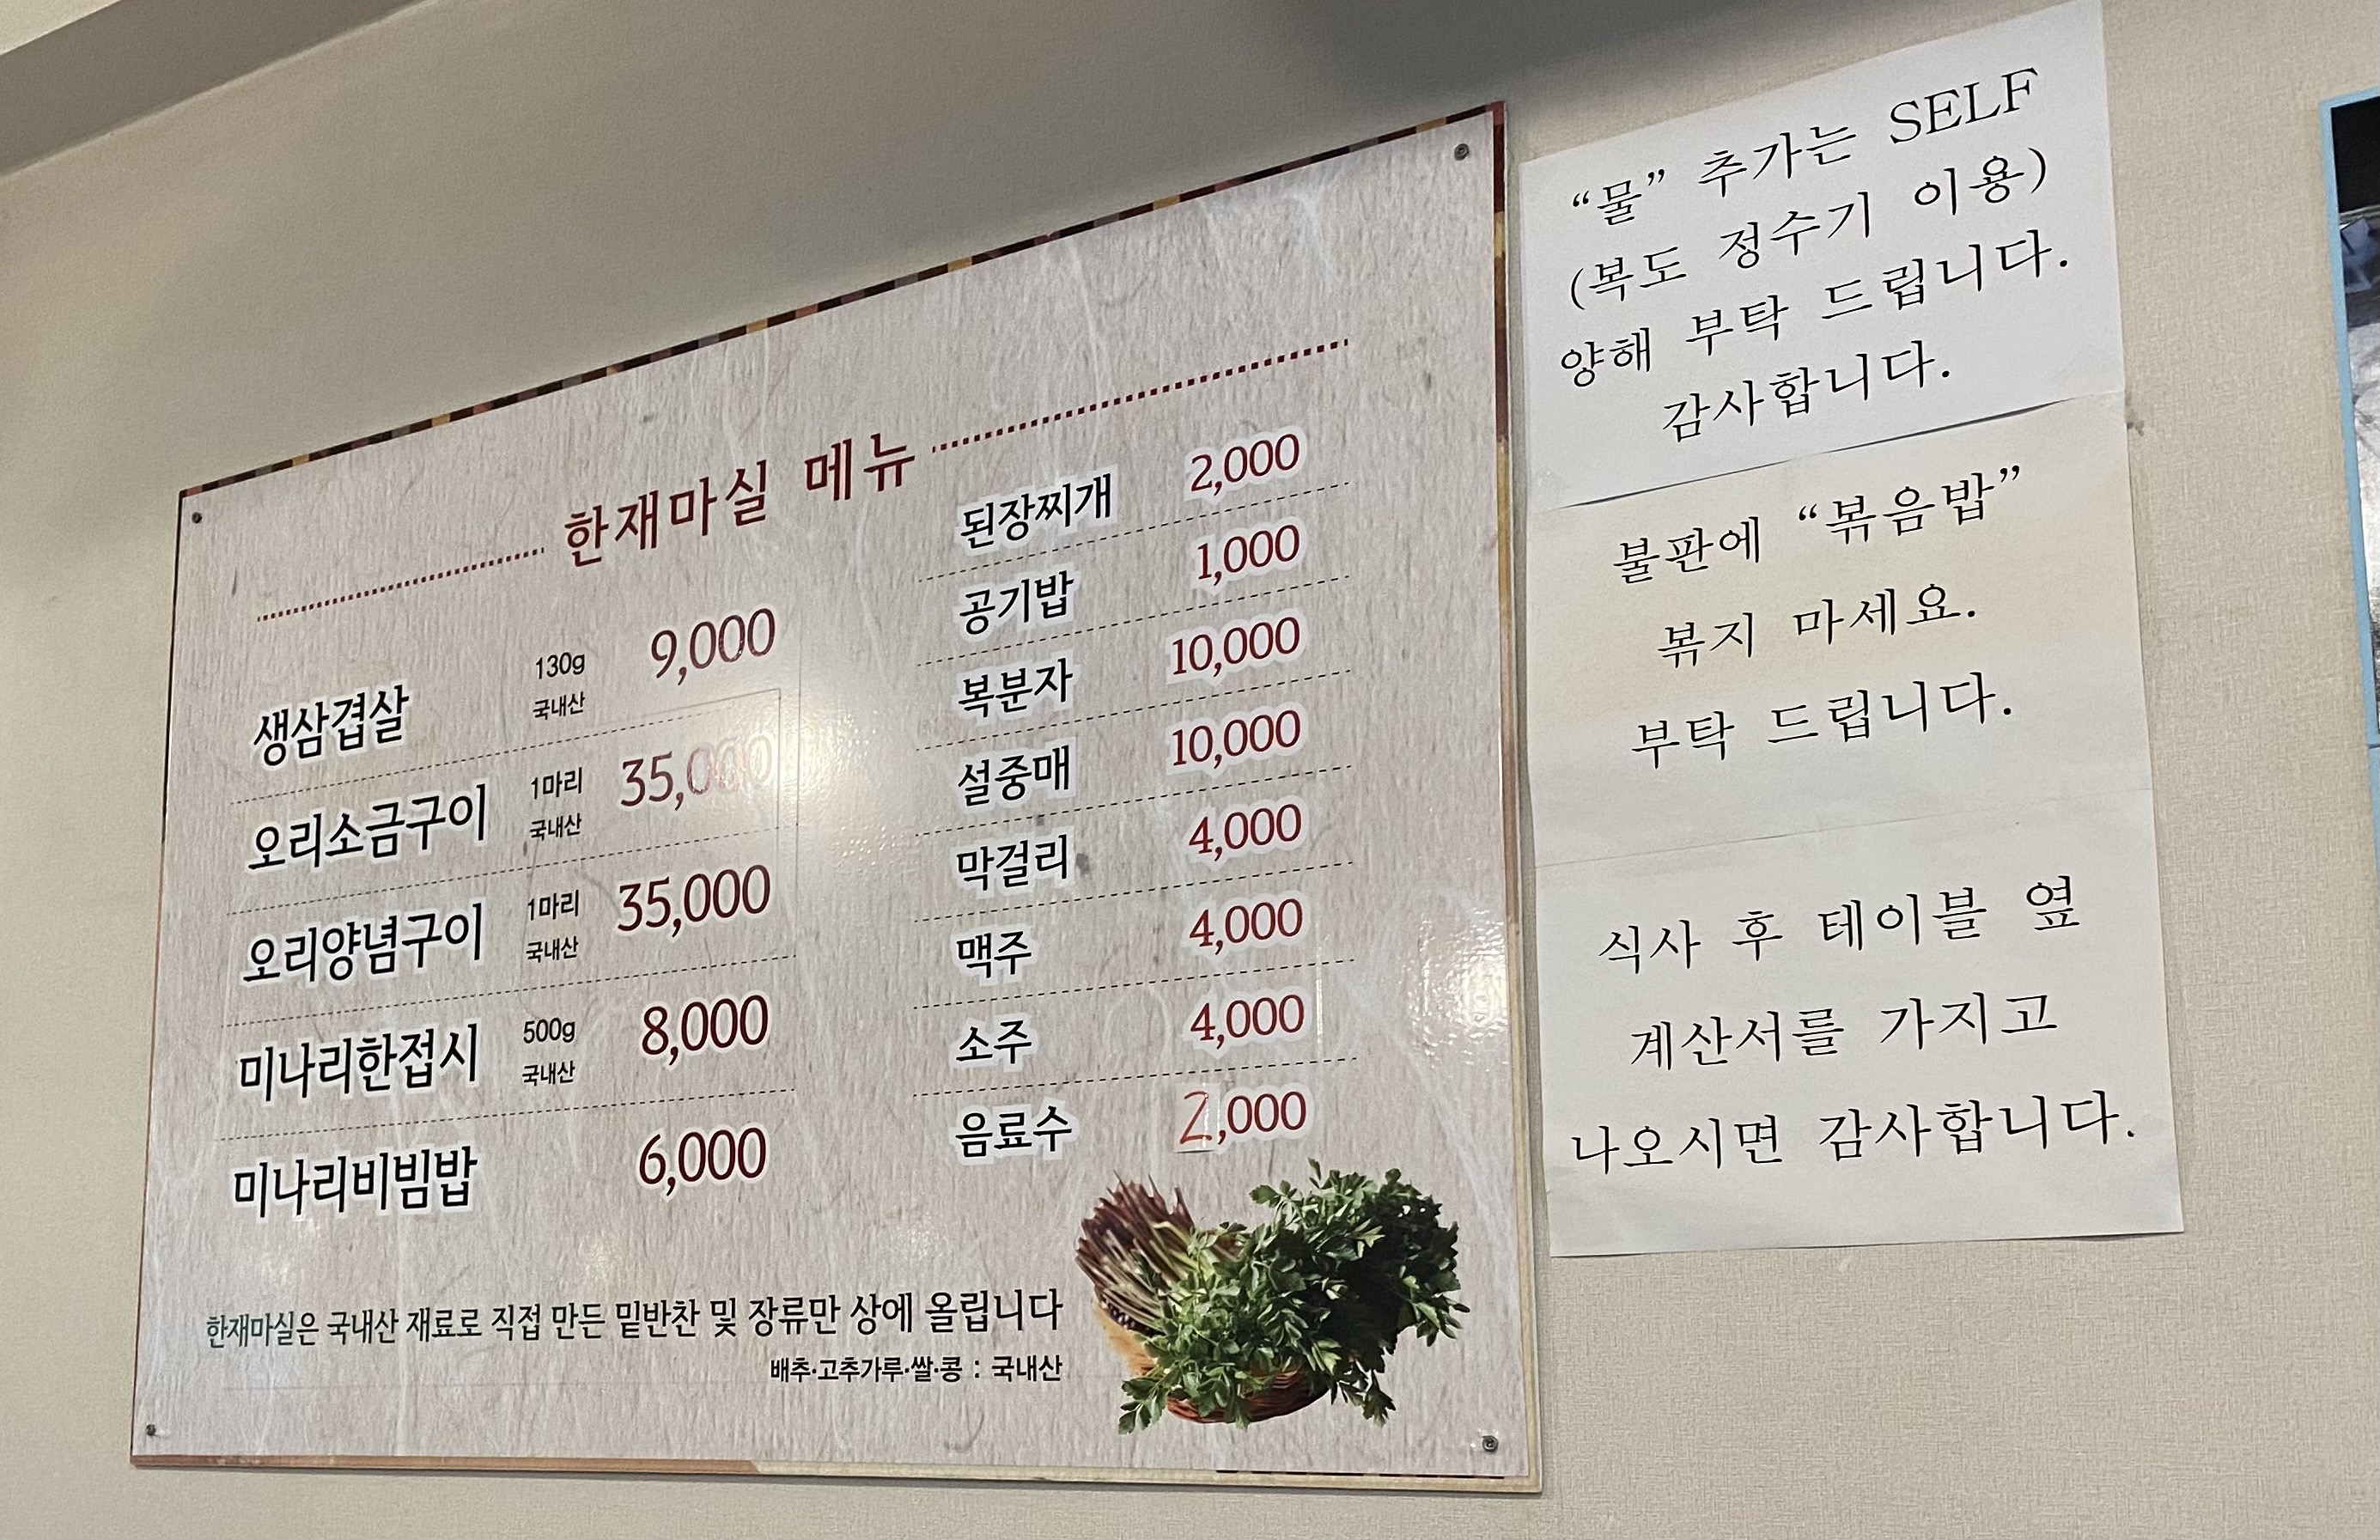 한재마실 메뉴
생삼겹살 130g 국내산 9,000
오리소금구이 1마리 국내산 35,000
오리양념구이 1마리 국내산 35,000
미나리한접시 500g 국내산 8,000
미나리비빔밥 6,000
된장찌개 2,000
공기밥 1,000
복분자 10,000
설중매 10,000
막걸리 4,000
맥주 4,000
소주 4,000
음료수 2,000
한재마실은 국내산 재료로 직접 만든 밑반찬 및 장류만 상에 올립니다
배추·고추가루·쌀·콩 : 국내산
“물” 추가는 SELF
(복도 정수기 이용)
양해 부탁 드립니다.
감사합니다.
불판에 “볶음밥”
볶지 마세요.
부탁 드립니다.
식사 후 테이블 옆
계산서를 가지고
나오시면 감사합니다.